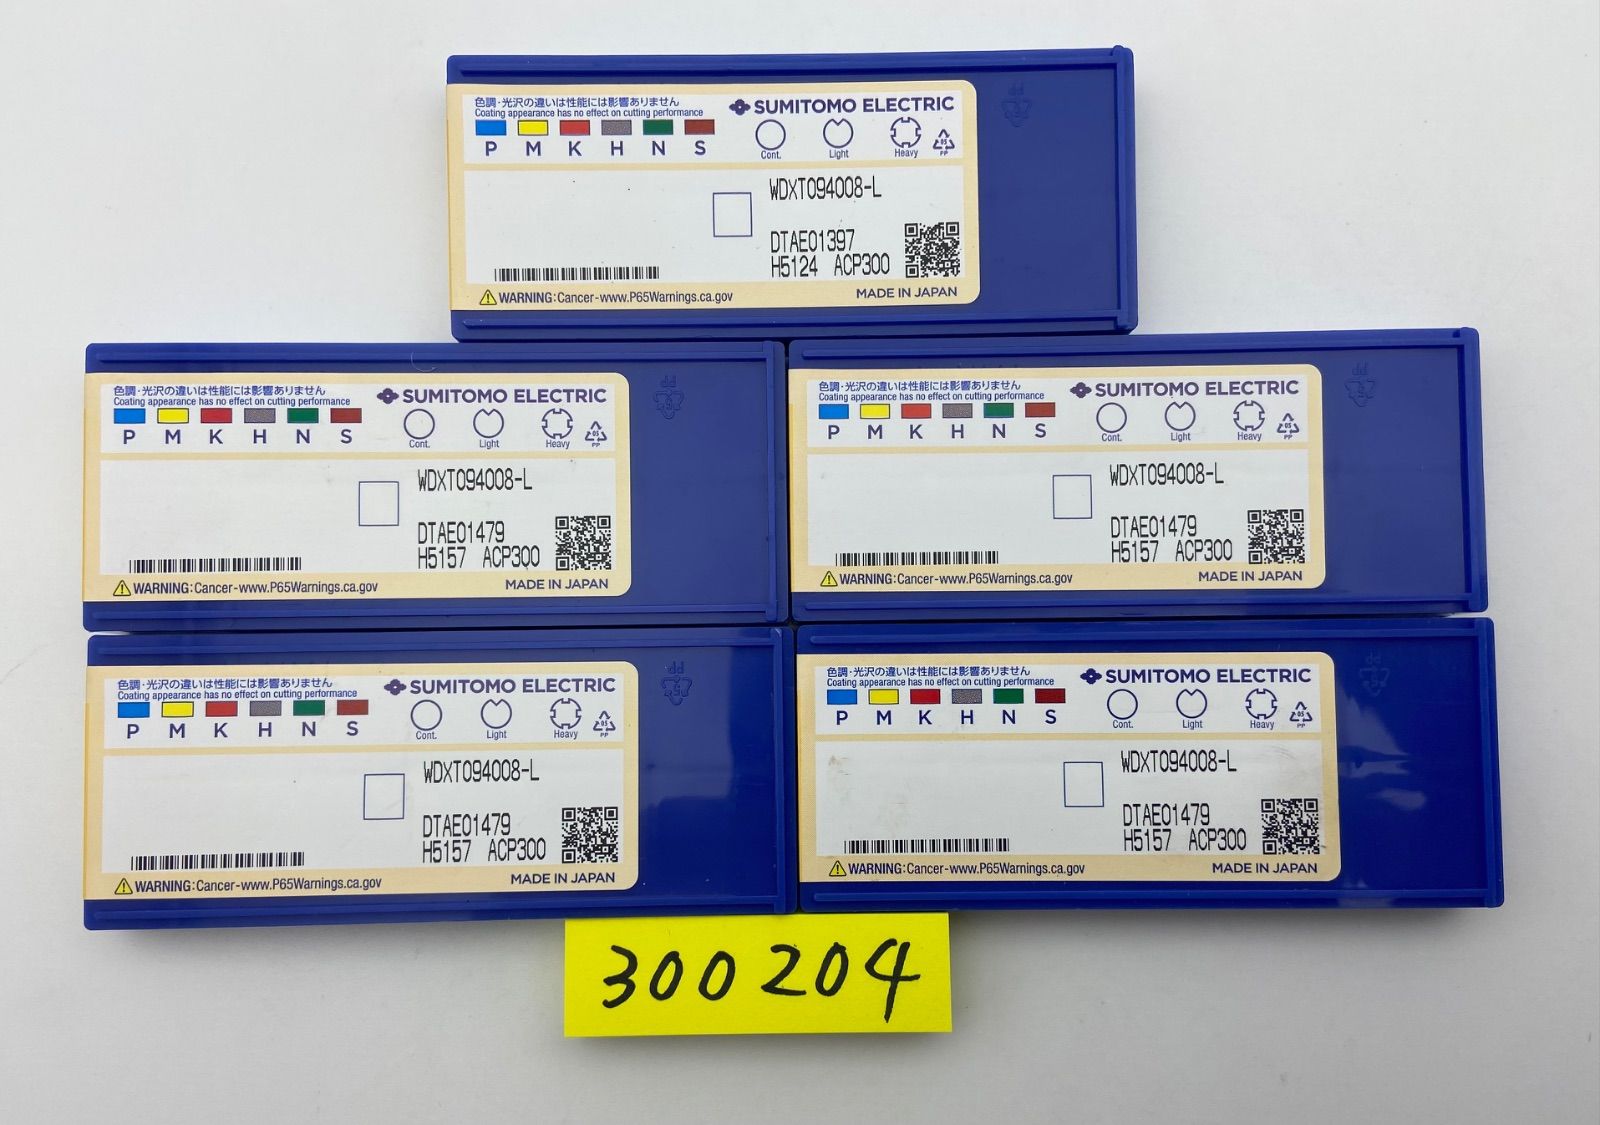 色調・光沢の違いは性能には影響ありません
Coating appearance has no effect on cutting performance
P M K H N S
SUMITOMO ELECTRIC
Cont. Light Heavy
05
PP
WDXT094008-L
DTAE01397
H5124 ACP300
WARNING:Cancer-www.P65Warnings.ca.gov
MADE IN JAPAN
色調・光沢の違いは性能には影響ありません
Coating appearance has no effect on cutting performance
P M K H N S
SUMITOMO ELECTRIC
Cont. Light Heavy
05
PP
WDXT094008-L
DTAE01479
H5157 ACP300
WARNING:Cancer-www.P65Warnings.ca.gov
MADE IN JAPAN
色調・光沢の違いは性能には影響ありません
Coating appearance has no effect on cutting performance
P M K H N S
SUMITOMO ELECTRIC
Cont. Light Heavy
05
PP
WDXT094008-L
DTAE01479
H5157 ACP300
WARNING:Cancer-www.P65Warnings.ca.gov
MADE IN JAPAN
色調・光沢の違いは性能には影響ありません
Coating appearance has no effect on cutting performance
P M K H N S
SUMITOMO ELECTRIC
Cont. Light Heavy
05
PP
WDXT094008-L
DTAE01479
H5157 ACP300
WARNING:Cancer-www.P65Warnings.ca.gov
MADE IN JAPAN
色調・光沢の違いは性能には影響ありません
Coating appearance has no effect on cutting performance
P M K H N S
SUMITOMO ELECTRIC
Cont. Light Heavy
05
PP
WDXT094008-L
DTAE01479
H5157 ACP300
WARNING:Cancer-www.P65Warnings.ca.gov
MADE IN JAPAN
300204